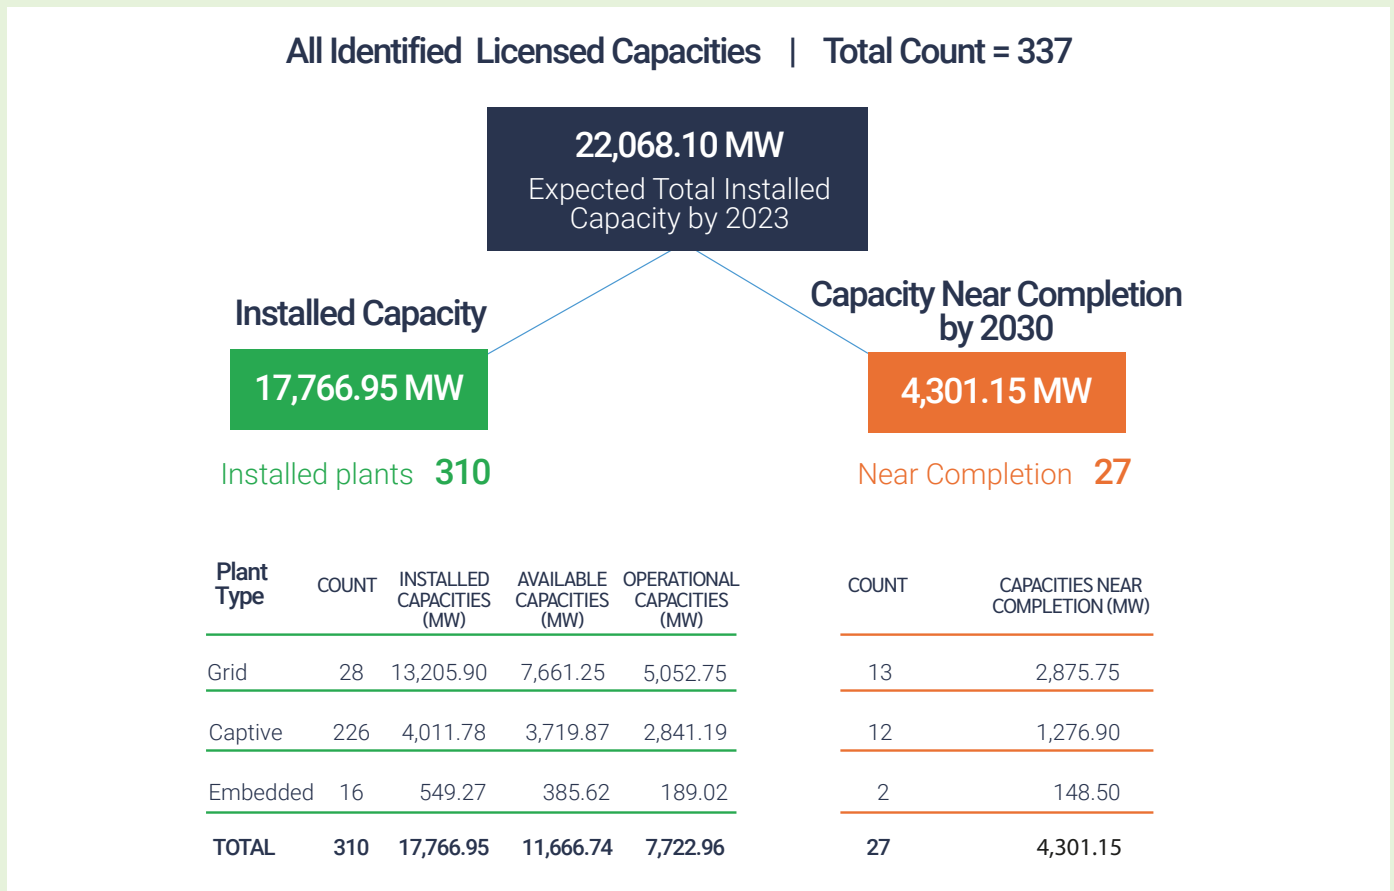 All Identified Licensed Capacities | Total Count = 337
22,068.10 MW
Expected Total Installed
Capacity by 2023
Installed Capacity
17,766.95 MW
Installed plants 310
Capacity Near Completion
by 2030
4,301.15 MW
Near Completion 27
Plant Type COUNT INSTALLED CAPACITIES (MW) AVAILABLE CAPACITIES (MW) OPERATIONAL CAPACITIES (MW) COUNT CAPACITIES NEAR COMPLETION (MW)
Grid 28 13,205.90 7,661.25 5,052.75 13 2,875.75
Captive 226 4,011.78 3,719.87 2,841.19 12 1,276.90
Embedded 16 549.27 385.62 189.02 2 148.50
TOTAL 310 17,766.95 11,666.74 7,722.96 27 4,301.15